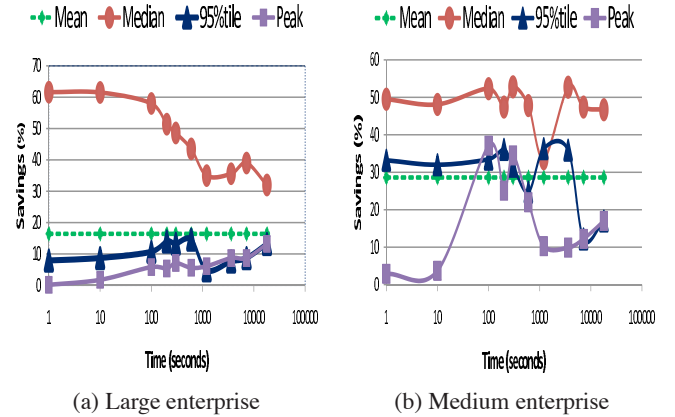 Mean Median 95%tile Peak
70
60
50
40
30
20
10
0
Savings (%)
1 10 100 1000 10000 100000
Time (seconds)
(a) Large enterprise
Mean Median 95%tile Peak
60
50
40
30
20
10
0
Savings (%)
1 10 100 1000 10000 100000
Time (seconds)
(b) Medium enterprise